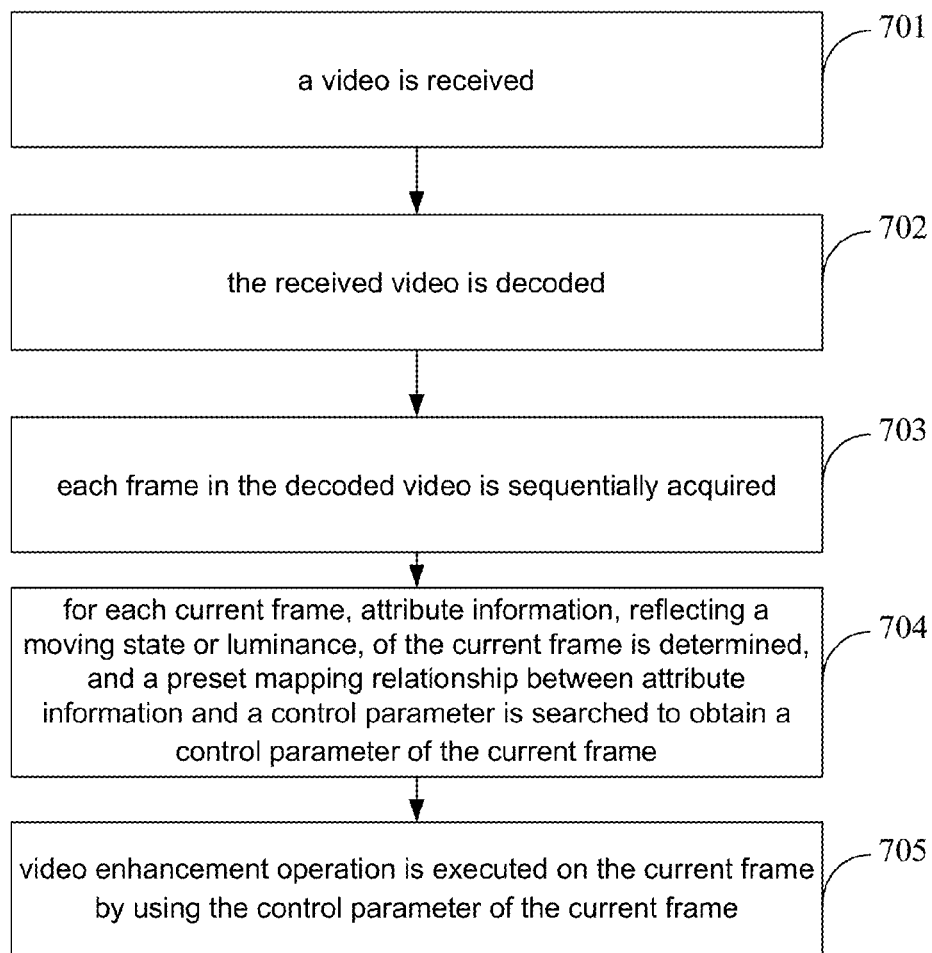 701
a video is received
702
the received video is decoded
703
each frame in the decoded video is sequentially acquired
704
for each current frame, attribute information, reflecting a
moving state or luminance, of the current frame is determined,
and a preset mapping relationship between attribute
information and a control parameter is searched to obtain a
control parameter of the current frame
705
video enhancement operation is executed on the current frame
by using the control parameter of the current frame